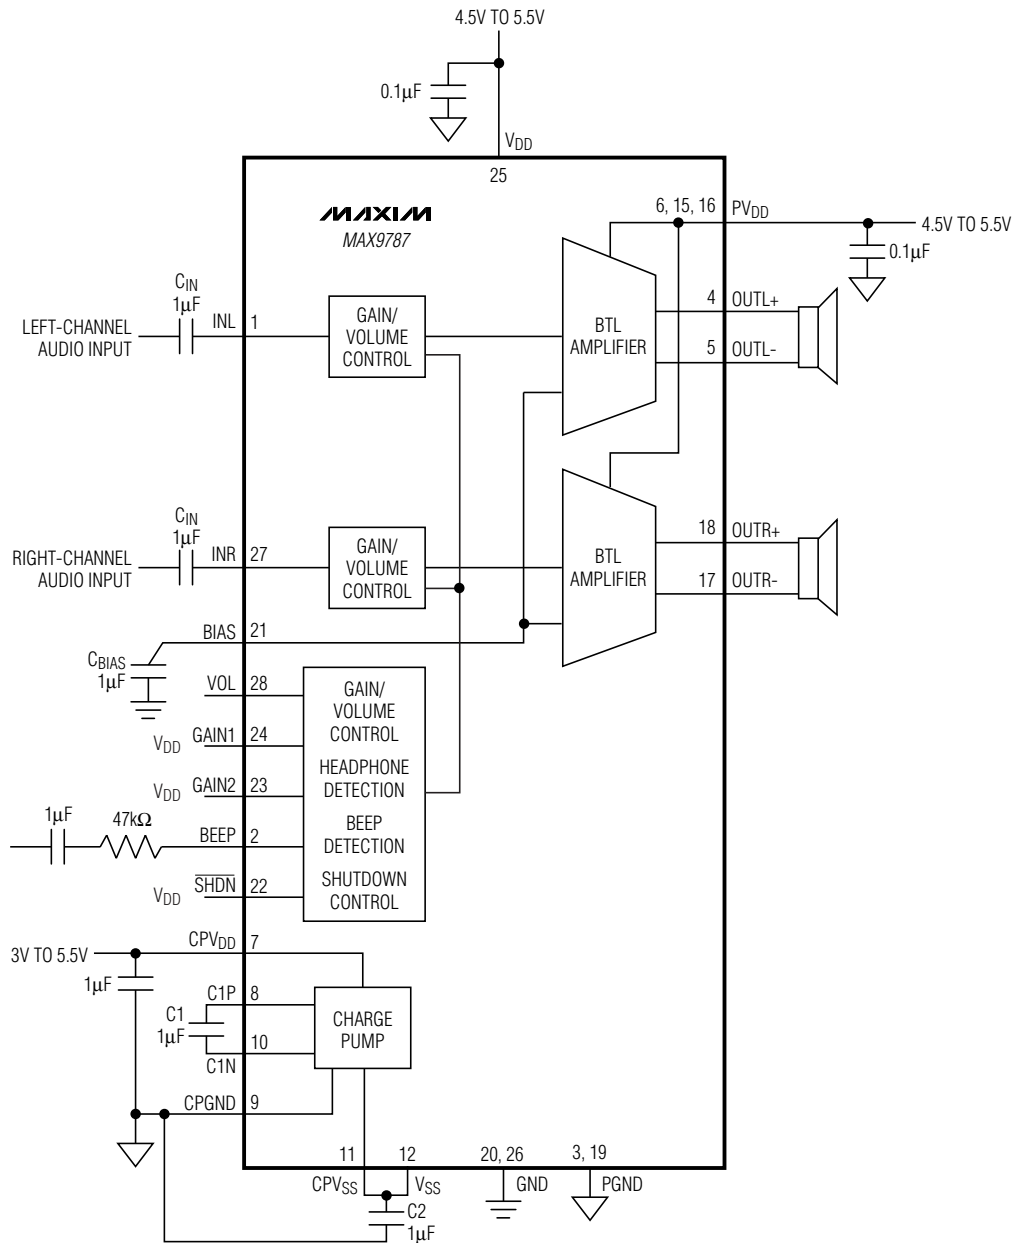 4.5V TO 5.5V
0.1µF
VDD
25
MAXIM
MAX9787
6, 15, 16
PVDD
4.5V TO 5.5V
0.1µF
CIN
1µF
LEFT-CHANNEL
AUDIO INPUT
INL
1
GAIN/
VOLUME
CONTROL
BTL
AMPLIFIER
4
OUTL+
5
OUTL-
CIN
1µF
RIGHT-CHANNEL
AUDIO INPUT
INR
27
GAIN/
VOLUME
CONTROL
BTL
AMPLIFIER
18
OUTR+
17
OUTR-
BIAS
21
CBIAS
1µF
VOL
28
VDD
GAIN1
24
VDD
GAIN2
23
1µF
47kΩ
BEEP
2
VDD
SHDN
22
GAIN/
VOLUME
CONTROL
HEADPHONE
DETECTION
BEEP
DETECTION
SHUTDOWN
CONTROL
3V TO 5.5V
CPVDD
7
1µF
C1P
8
C1
1µF
10
C1N
CHARGE
PUMP
CPGND
9
11
CPVSS
12
VSS
20, 26
GND
3, 19
PGND
C2
1µF